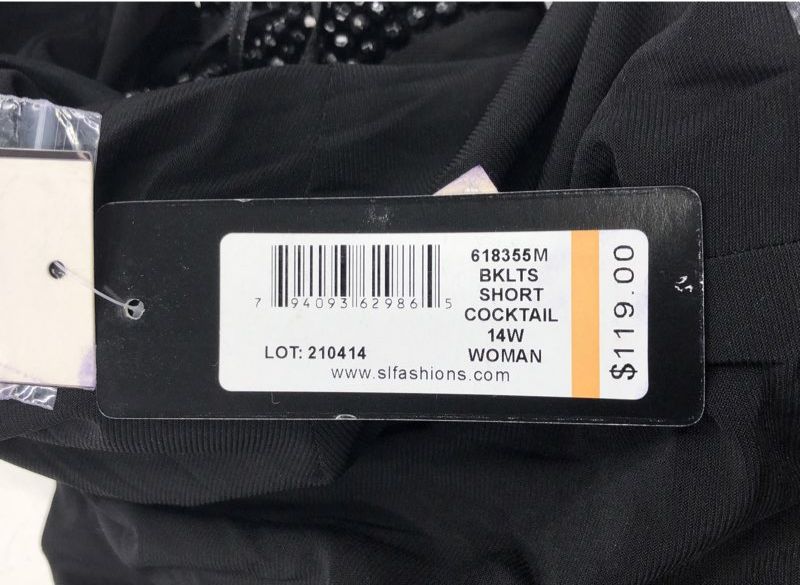 618355M
BKLTS
SHORT
COCKTAIL
14W
WOMAN
7 94093 62986 5
LOT: 210414
www.slfashions.com
$119.00